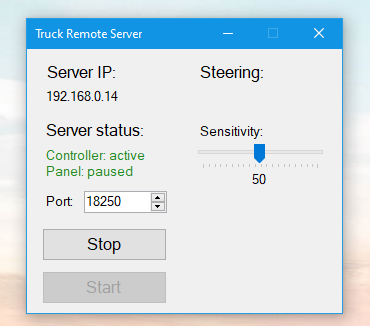 Truck Remote Server
Server IP:
192.168.0.14
Server status:
Controller: active
Panel: paused
Port: 18250
Stop
Start
Steering:
Sensitivity:
50